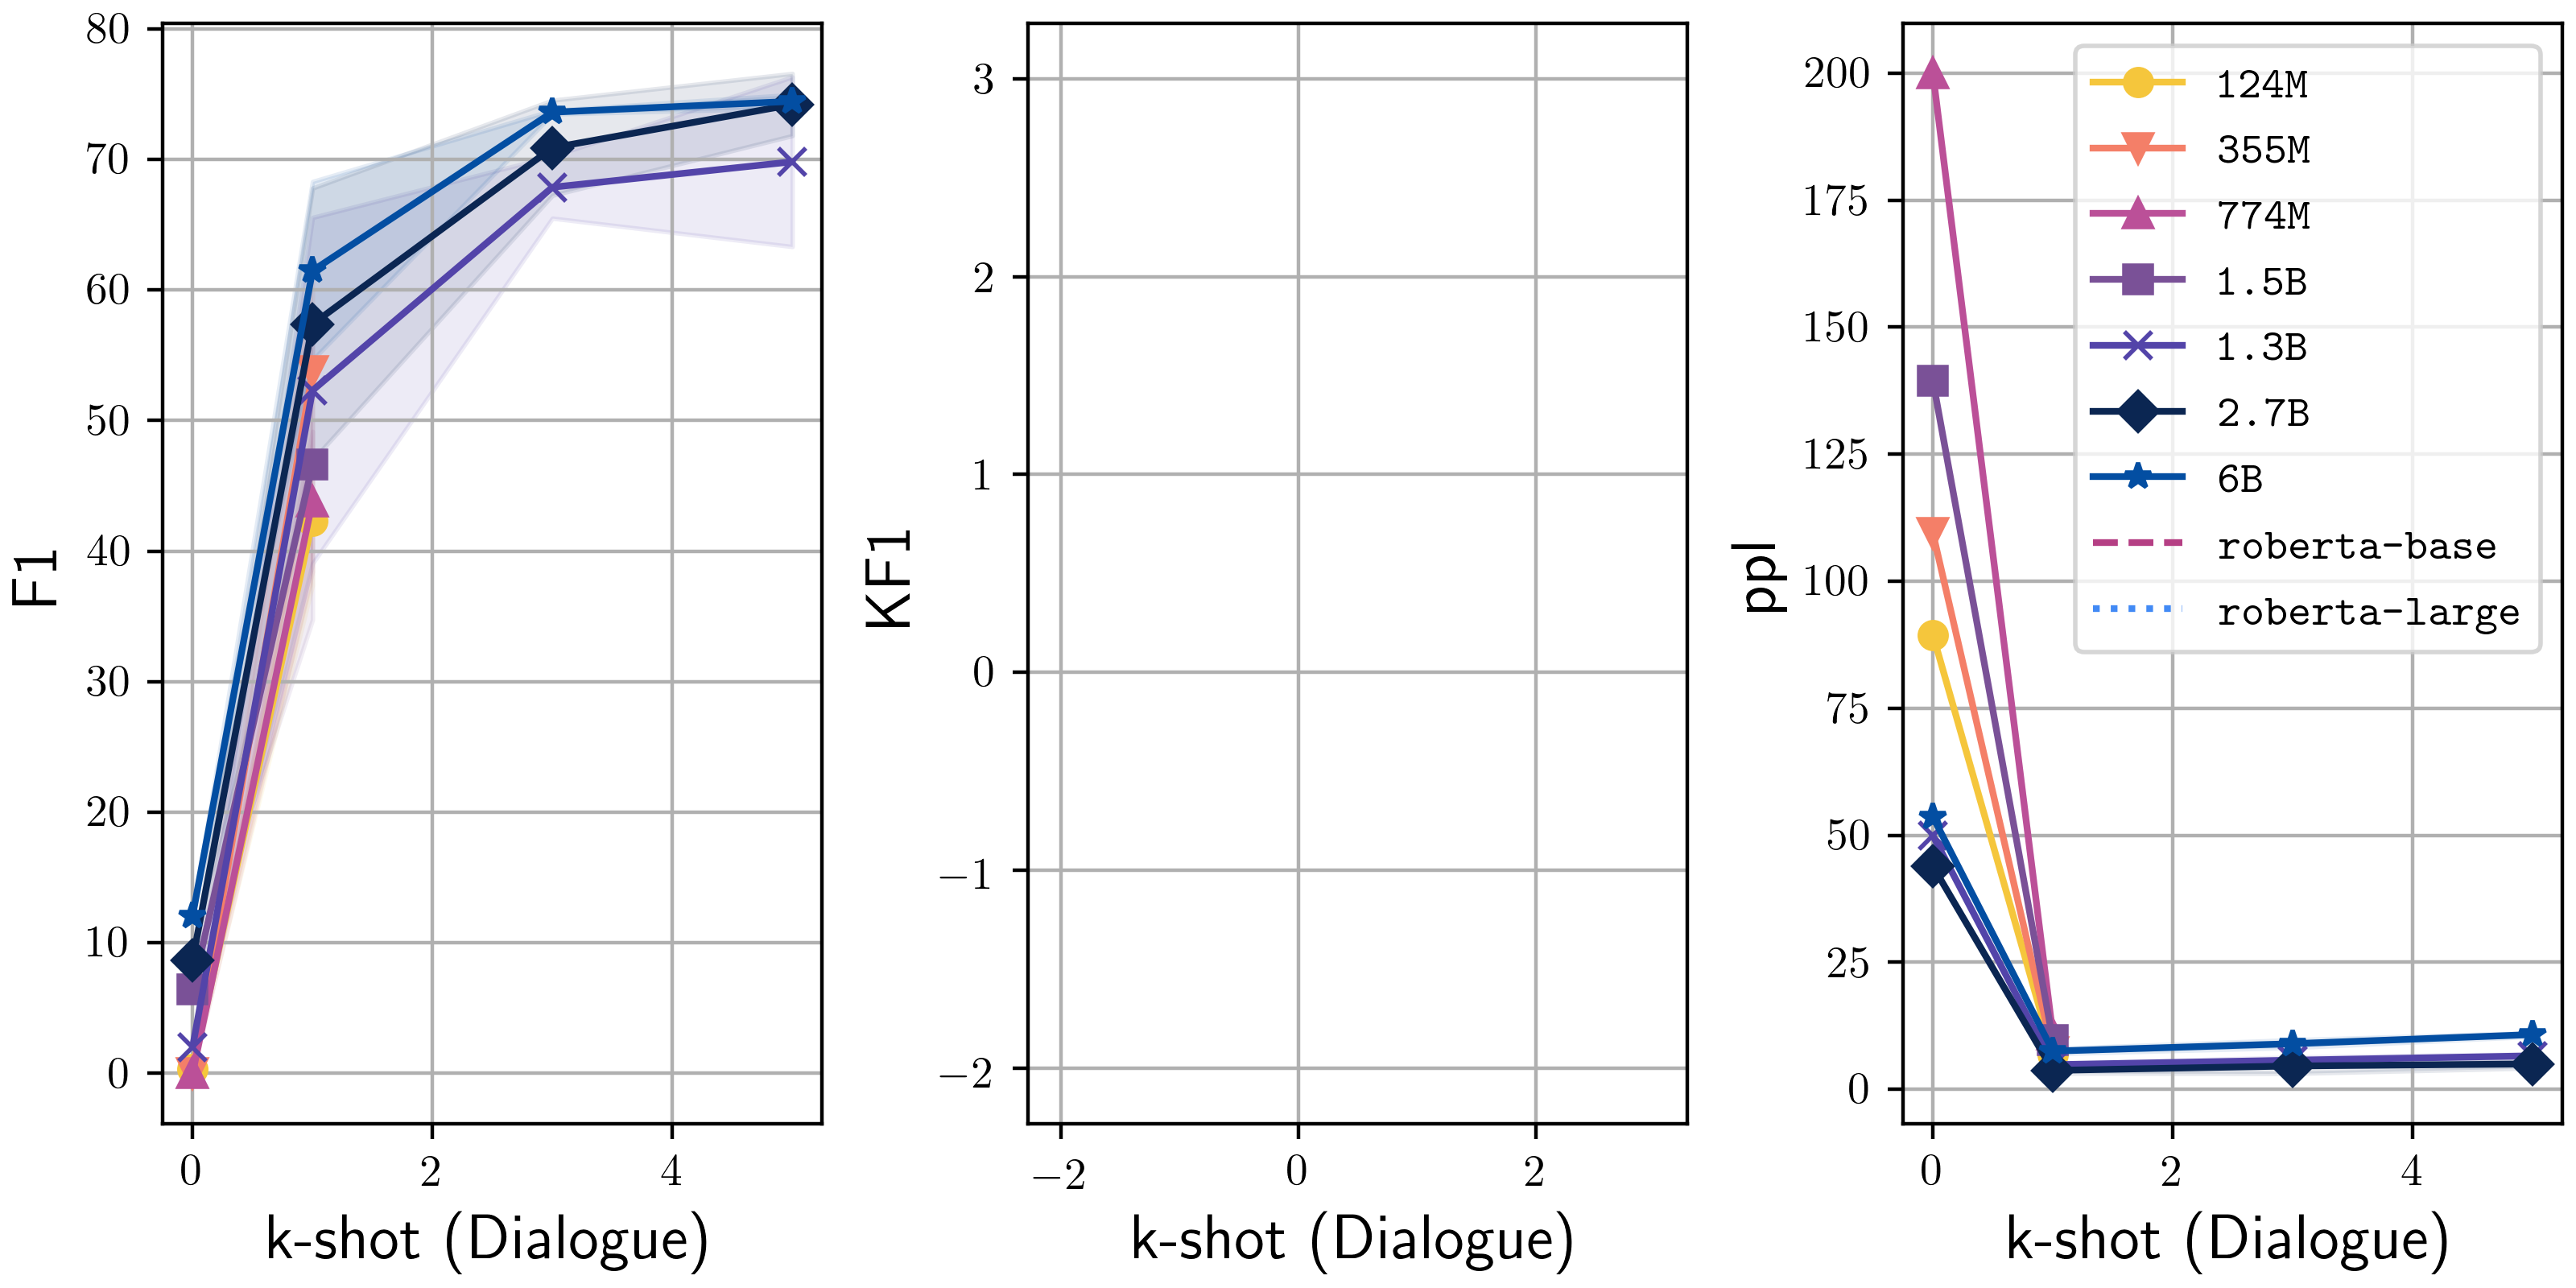 F1
80
70
60
50
40
30
20
10
0
0 2 4
k-shot (Dialogue)
KF1
3
2
1
0
−1
−2
−2 0 2
k-shot (Dialogue)
ppl
200
175
150
125
100
75
50
25
0
0 2 4
k-shot (Dialogue)
124M
355M
774M
1.5B
1.3B
2.7B
6B
roberta-base
roberta-large